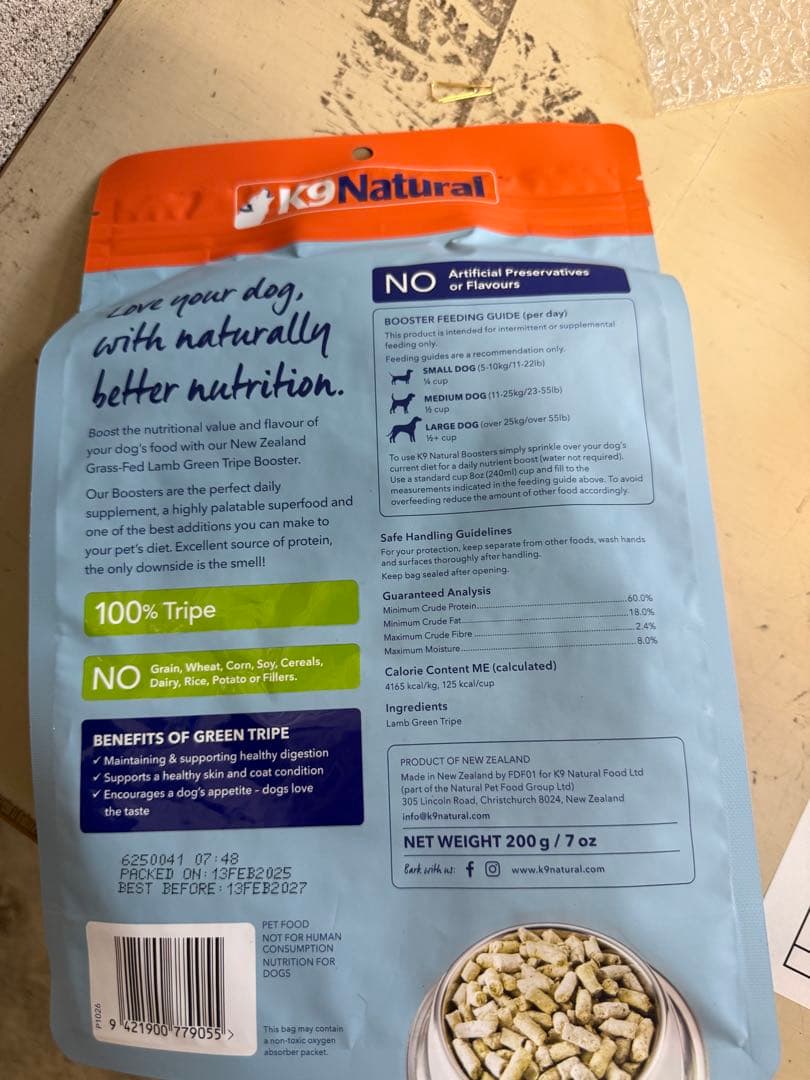 K9Natural
Love your dog,
with naturally
better nutrition.
Boost the nutritional value and flavour of
your dog's food with our New Zealand
Grass-Fed Lamb Green Tripe Booster.
Our Boosters are the perfect daily
supplement, a highly palatable superfood and
one of the best additions you can make to
your pet's diet. Excellent source of protein,
the only downside is the smell!
100% Tripe
NO Grain, Wheat, Corn, Soy, Cereals,
Dairy, Rice, Potato or Fillers.
BENEFITS OF GREEN TRIPE
✓ Maintaining & supporting healthy digestion
✓ Supports a healthy skin and coat condition
✓ Encourages a dog's appetite - dogs love
the taste
6250041 07:48
PACKED ON: 13FEB2025
BEST BEFORE: 13FEB2027
P1026
9 421900 779055 >
PET FOOD
NOT FOR HUMAN
CONSUMPTION
NUTRITION FOR
DOGS
This bag may contain
a non-toxic oxygen
absorber packet.
NO Artificial Preservatives
or Flavours
BOOSTER FEEDING GUIDE (per day)
This product is intended for intermittent or supplemental
feeding only.
Feeding guides are a recommendation only.
SMALL DOG (5-10kg/11-22lb)
¼ cup
MEDIUM DOG (11-25kg/23-55lb)
½ cup
LARGE DOG (over 25kg/over 55lb)
½+ cup
To use K9 Natural Boosters simply sprinkle over your dog's
current diet for a daily nutrient boost (water not required).
Use a standard cup 8oz (240ml) cup and fill to the
measurements indicated in the feeding guide above. To avoid
overfeeding reduce the amount of other food accordingly.
Safe Handling Guidelines
For your protection, keep separate from other foods, wash hands
and surfaces thoroughly after handling.
Keep bag sealed after opening.
Guaranteed Analysis
Minimum Crude Protein...60.0%
Minimum Crude Fat...18.0%
Maximum Crude Fibre...2.4%
Maximum Moisture...8.0%
Calorie Content ME (calculated)
4165 kcal/kg, 125 kcal/cup
Ingredients
Lamb Green Tripe
PRODUCT OF NEW ZEALAND
Made in New Zealand by FDF01 for K9 Natural Food Ltd
(part of the Natural Pet Food Group Ltd)
305 Lincoln Road, Christchurch 8024, New Zealand
info@k9natural.com
NET WEIGHT 200 g / 7 oz
Bark with us: f www.k9natural.com